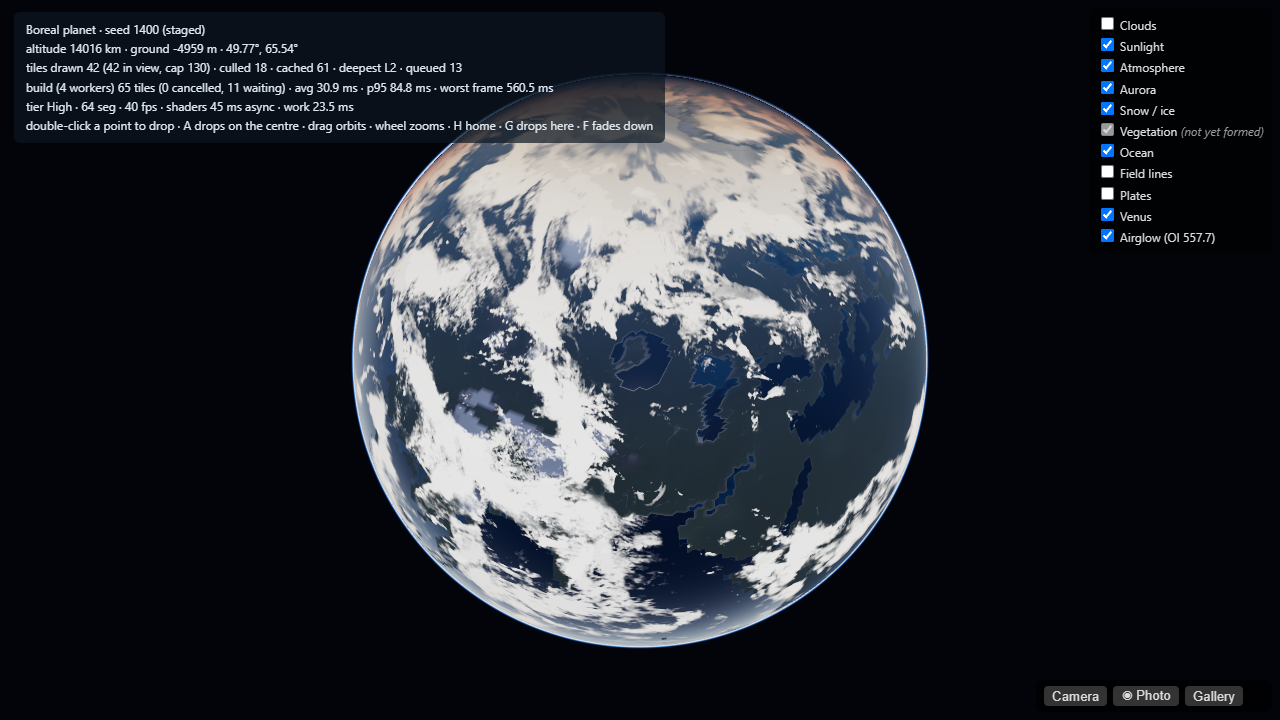 Boreal planet · seed 1400 (staged)
altitude 14016 km · ground -4959 m · 49.77°, 65.54°
tiles drawn 42 (42 in view, cap 130) · culled 18 · cached 61 · deepest L2 · queued 13
build (4 workers) 65 tiles (0 cancelled, 11 waiting) · avg 30.9 ms · p95 84.8 ms · worst frame 560.5 ms
tier High · 64 seg · 40 fps · shaders 45 ms async · work 23.5 ms
double-click a point to drop · A drops on the centre · drag orbits · wheel zooms · H home · G drops here · F fades down
Clouds
Sunlight
Atmosphere
Aurora
Snow / ice
Vegetation (not yet formed)
Ocean
Field lines
Plates
Venus
Airglow (OI 557.7)
Camera
◉ Photo
Gallery